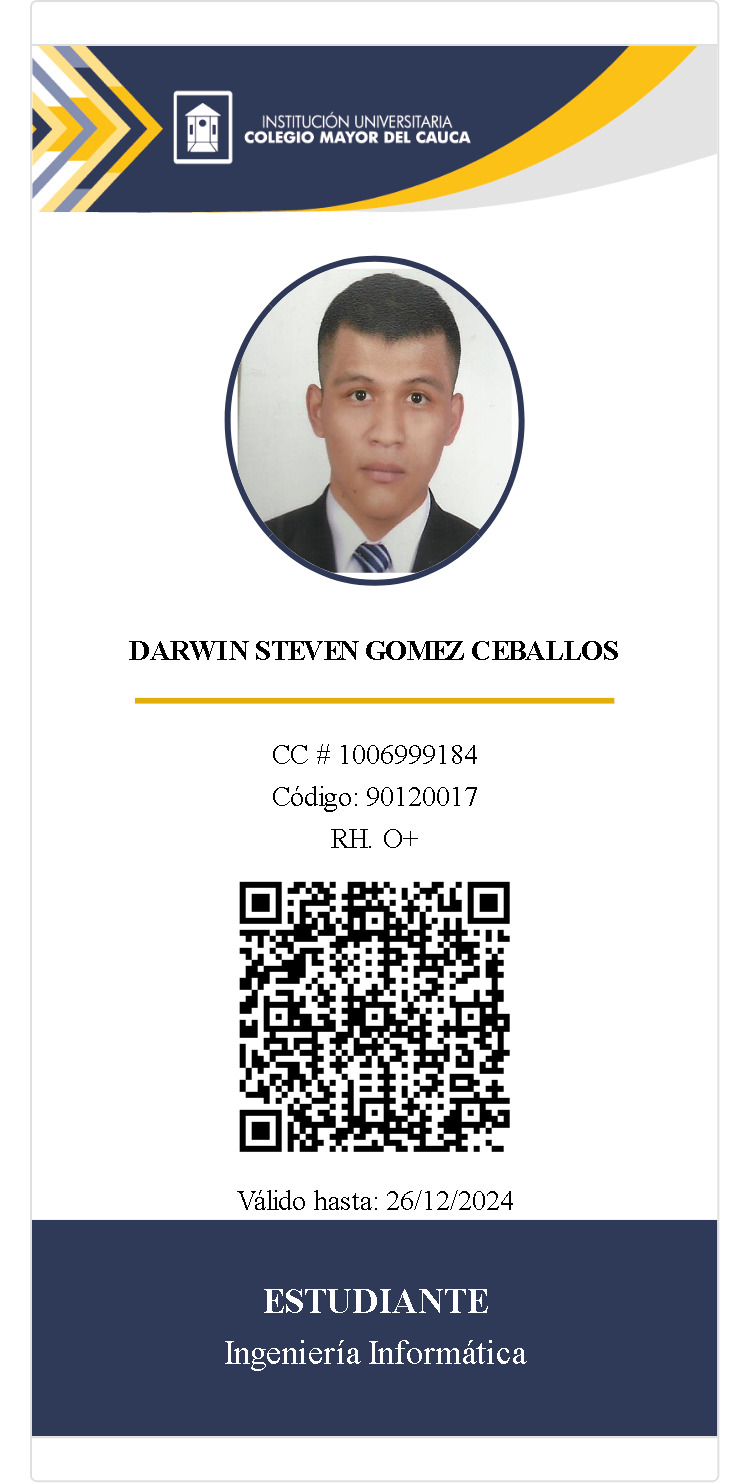 INSTITUCIÓN UNIVERSITARIA
COLEGIO MAYOR DEL CAUCA
DARWIN STEVEN GOMEZ CEBALLOS
CC # 1006999184
Código: 90120017
RH. O+
Válido hasta: 26/12/2024
ESTUDIANTE
Ingeniería Informática